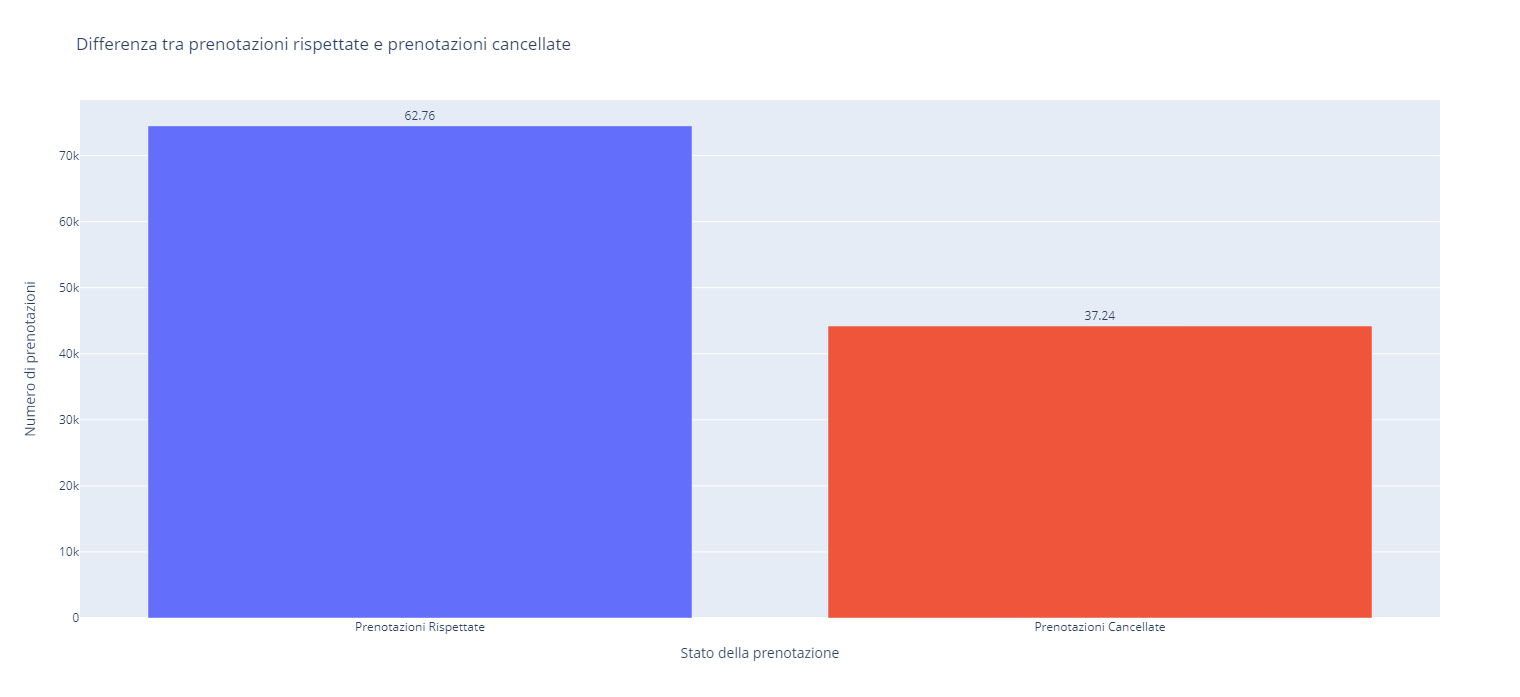 Differenza tra prenotazioni rispettate e prenotazioni cancellate
62.76
37.24
70k
60k
50k
40k
30k
20k
10k
0
Numero di prenotazioni
Prenotazioni Rispettate
Prenotazioni Cancellate
Stato della prenotazione